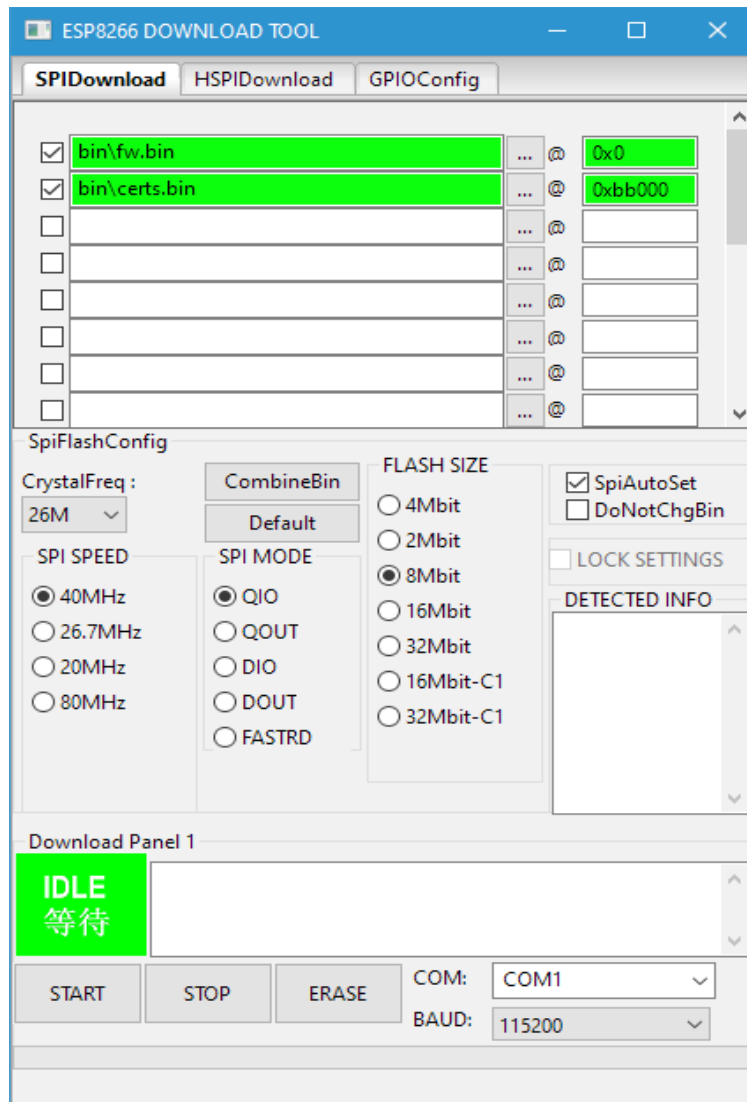 ESP8266 DOWNLOAD TOOL
SPIDownload HSPIDownload GPIOConfig
bin\fw.bin ... @ 0x0
bin\certs.bin ... @ 0xbb000
... @
... @
... @
... @
... @
... @
SpiFlashConfig
CrystalFreq :
26M
CombineBin
Default
SPI SPEED
40MHz
26.7MHz
20MHz
80MHz
SPI MODE
QIO
QOUT
DIO
DOUT
FASTRD
FLASH SIZE
4Mbit
2Mbit
8Mbit
16Mbit
32Mbit
16Mbit-C1
32Mbit-C1
SpiAutoSet
DoNotChgBin
LOCK SETTINGS
DETECTED INFO
Download Panel 1
IDLE
等待
START STOP ERASE
COM: COM1
BAUD: 115200